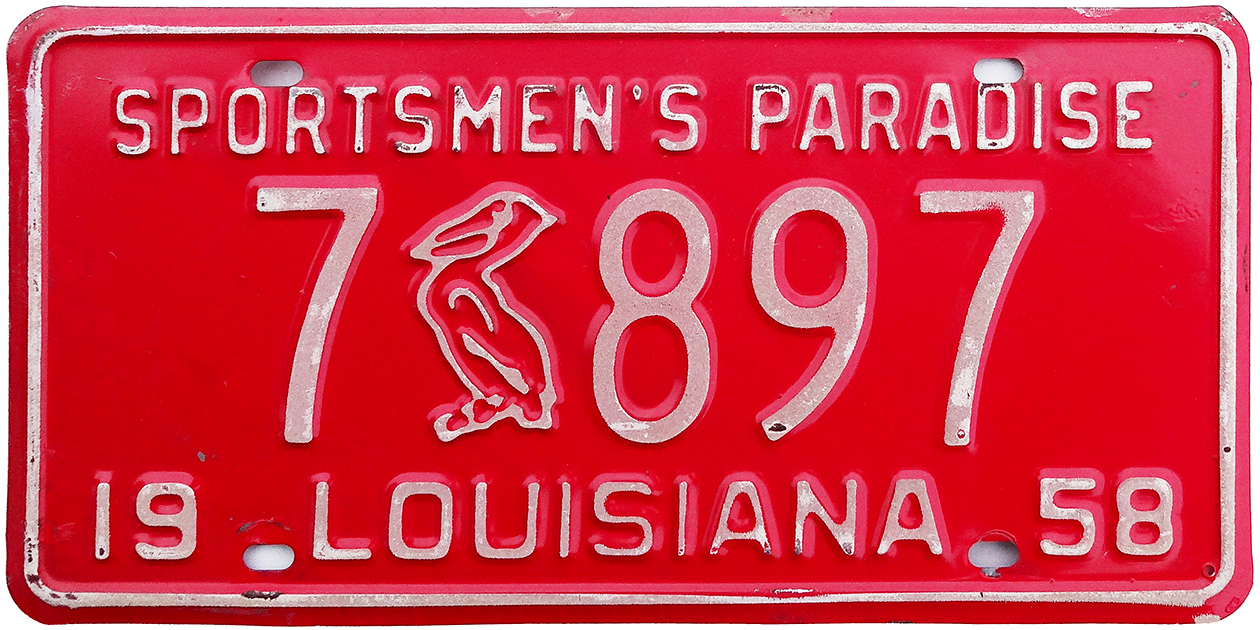 SPORTSMEN'S PARADISE
7 897
19 LOUISIANA 58